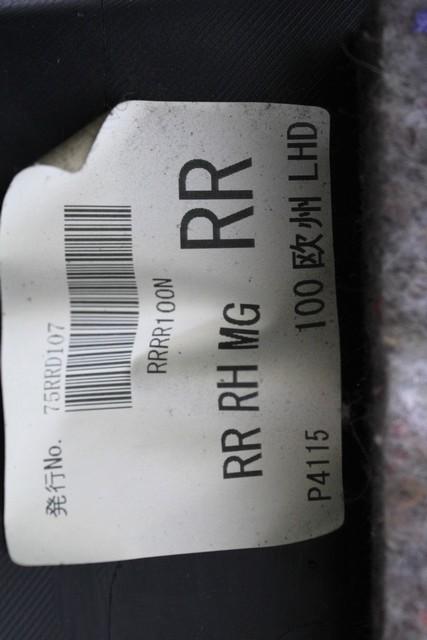 発行No. 75RRD107
RRRR100N
RR
RR RH MG
P4115 100 欧州 LHD